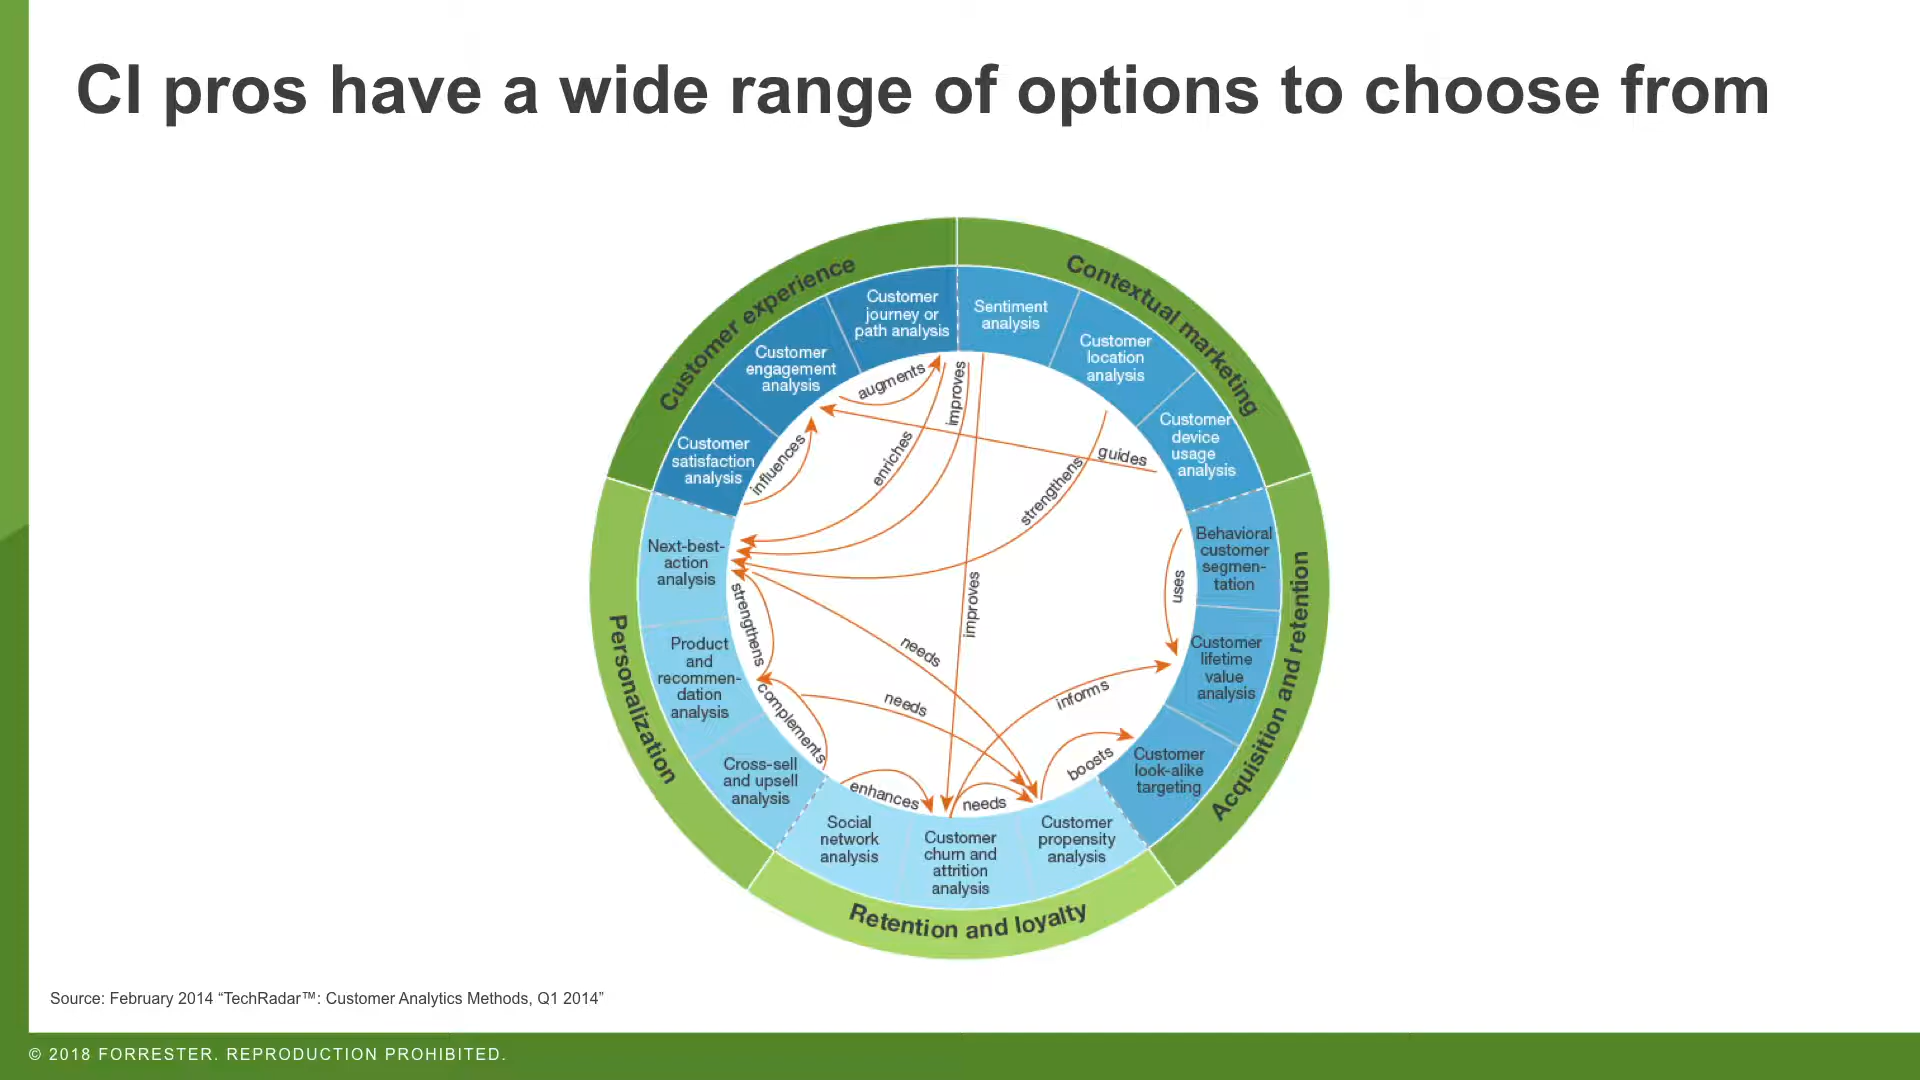 CI pros have a wide range of options to choose from
Customer experience
Contextual marketing
Acquisition and retention
Retention and loyalty
Personalization
Customer
journey or
path analysis
Sentiment
analysis
Customer
location
analysis
Customer
device
usage
analysis
Behavioral
customer
segmen-
tation
Customer
lifetime
value
analysis
Customer
look-alike
targeting
Customer
propensity
analysis
Customer
churn and
attrition
analysis
Social
network
analysis
Cross-sell
and upsell
analysis
Product
and
recommen-
dation
analysis
Next-best-
action
analysis
Customer
satisfaction
analysis
Customer
engagement
analysis
augments
improves
enriches
influences
guides
strengthens
uses
improves
strengthens
needs
needs
informs
complements
boosts
enhances
needs
Source: February 2014 “TechRadar™: Customer Analytics Methods, Q1 2014”
© 2018 FORRESTER. REPRODUCTION PROHIBITED.